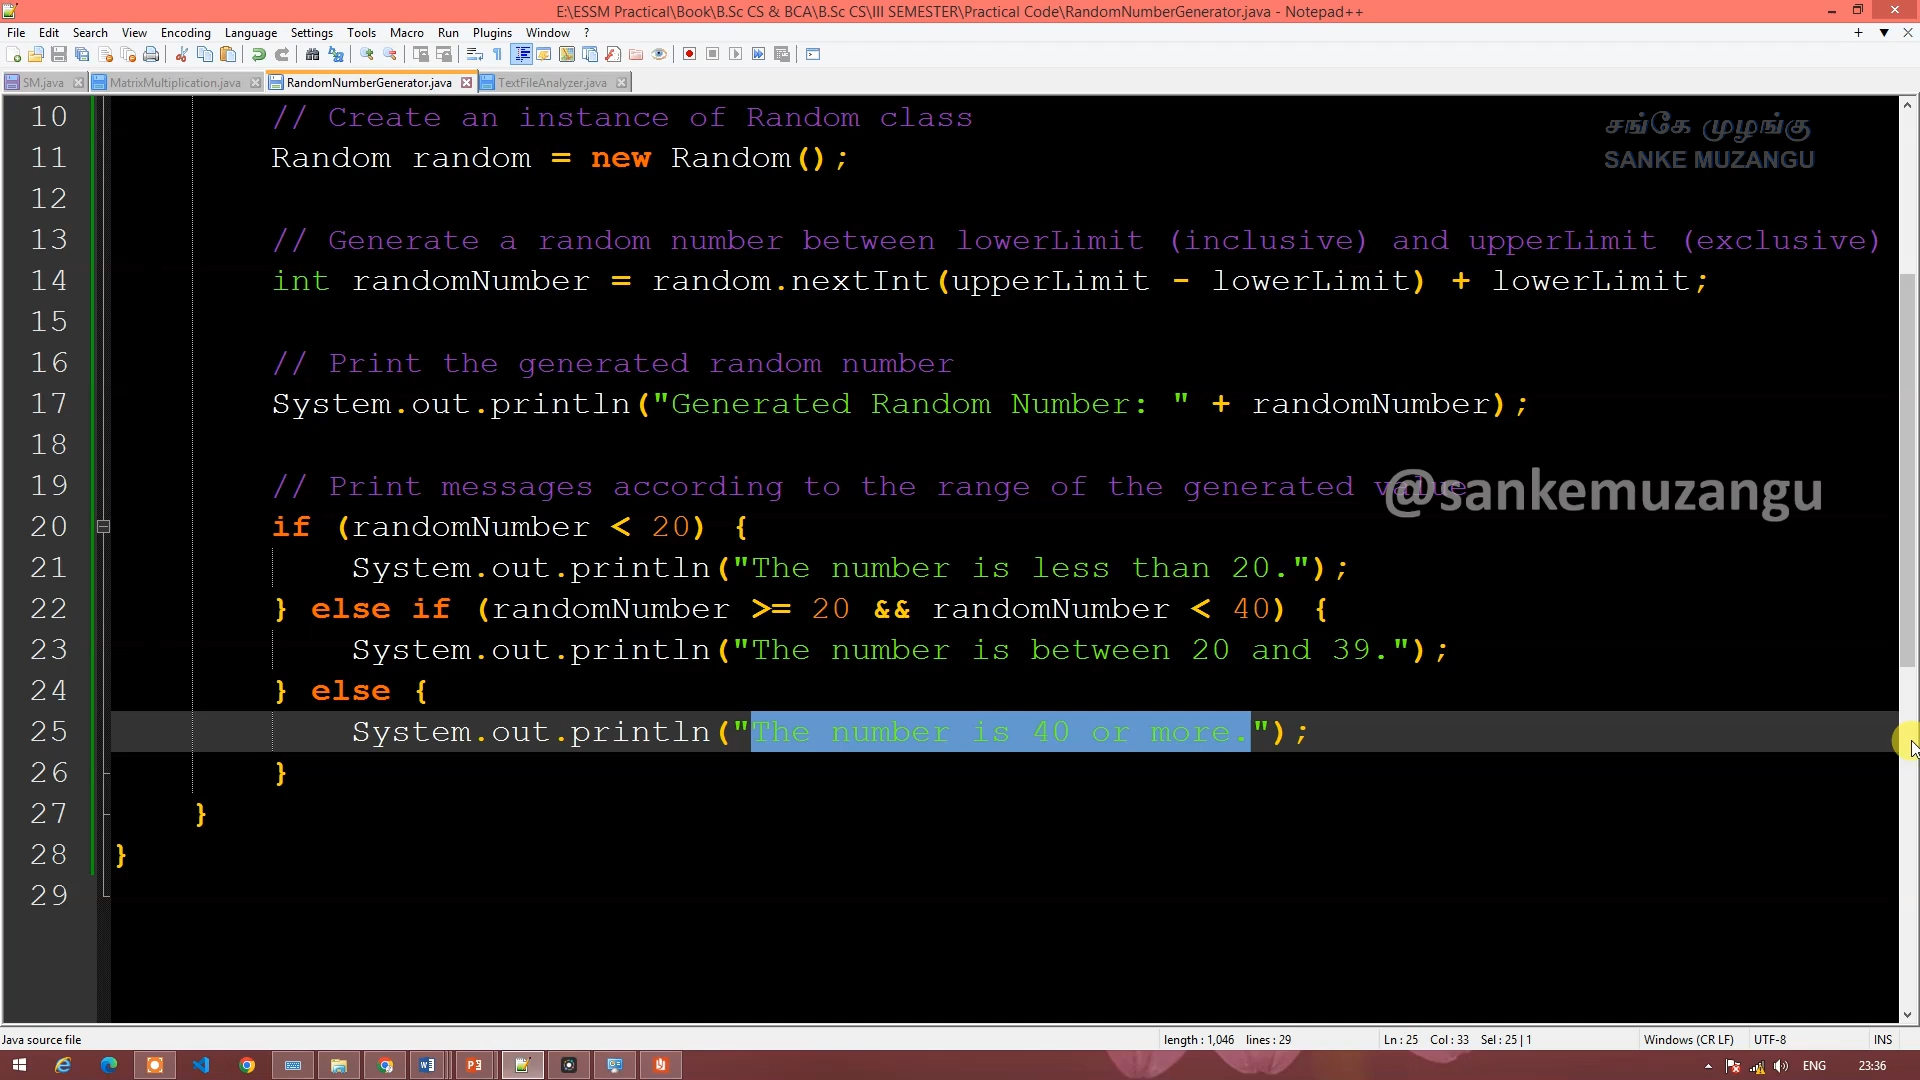 E:\ESSM Practical\Book\B.Sc CS & BCA\B.Sc CS\III SEMESTER\Practical Code\RandomNumberGenerator.java - Notepad++
File Edit Search View Encoding Language Settings Tools Macro Run Plugins Window ?
SM.java MatrixMultiplication.java RandomNumberGenerator.java TextFileAnalyzer.java
சங்கே முழங்கு
SANKE MUZANGU
10 // Create an instance of Random class
11 Random random = new Random();
12
13 // Generate a random number between lowerLimit (inclusive) and upperLimit (exclusive)
14 int randomNumber = random.nextInt(upperLimit - lowerLimit) + lowerLimit;
15
16 // Print the generated random number
17 System.out.println("Generated Random Number: " + randomNumber);
18
19 // Print messages according to the range of the generated value
@sankemuzangu
20 if (randomNumber < 20) {
21 System.out.println("The number is less than 20.");
22 } else if (randomNumber >= 20 && randomNumber < 40) {
23 System.out.println("The number is between 20 and 39.");
24 } else {
25 System.out.println("The number is 40 or more.");
26 }
27 }
28 }
29
Java source file length : 1,046 lines : 29 Ln : 25 Col : 33 Sel : 25 | 1 Windows (CR LF) UTF-8 INS
ENG 23:36